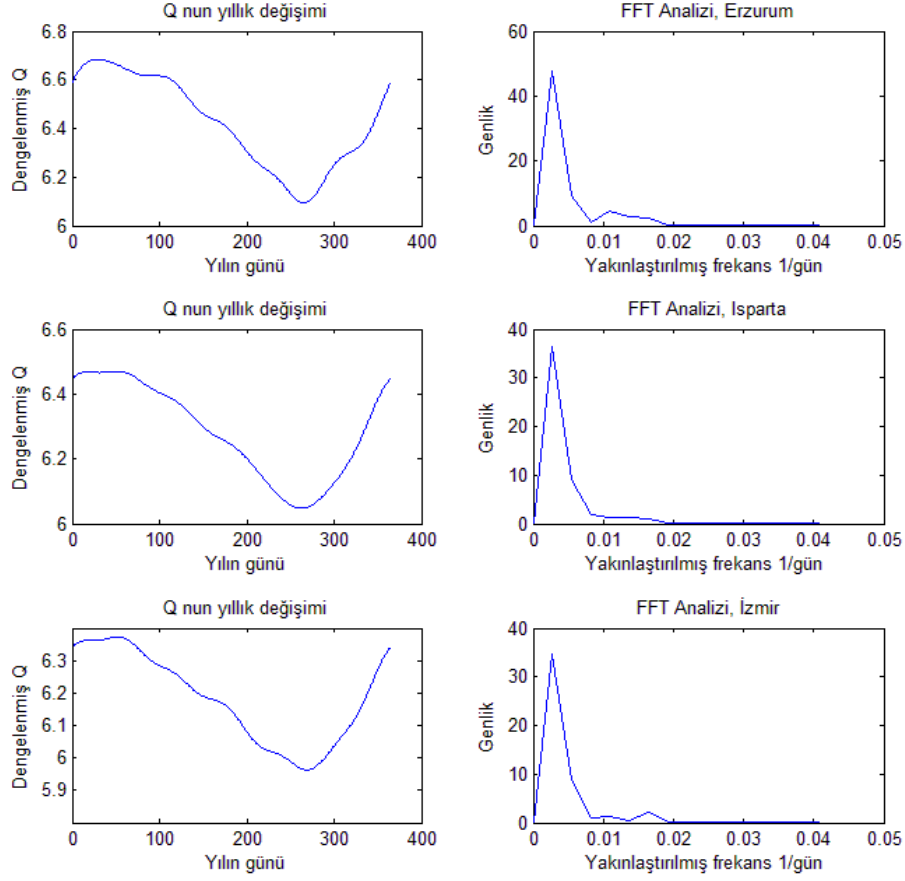 Q nun yıllık değişimi
Dengelenmiş Q
6.8
6.6
6.4
6.2
6
0 100 200 300 400
Yılın günü
FFT Analizi, Erzurum
Genlik
60
40
20
0
0 0.01 0.02 0.03 0.04 0.05
Yakınlaştırılmış frekans 1/gün
Q nun yıllık değişimi
Dengelenmiş Q
6.6
6.4
6.2
6
0 100 200 300 400
Yılın günü
FFT Analizi, Isparta
Genlik
40
30
20
10
0
0 0.01 0.02 0.03 0.04 0.05
Yakınlaştırılmış frekans 1/gün
Q nun yıllık değişimi
Dengelenmiş Q
6.3
6.2
6.1
6
5.9
0 100 200 300 400
Yılın günü
FFT Analizi, İzmir
Genlik
40
30
20
10
0
0 0.01 0.02 0.03 0.04 0.05
Yakınlaştırılmış frekans 1/gün